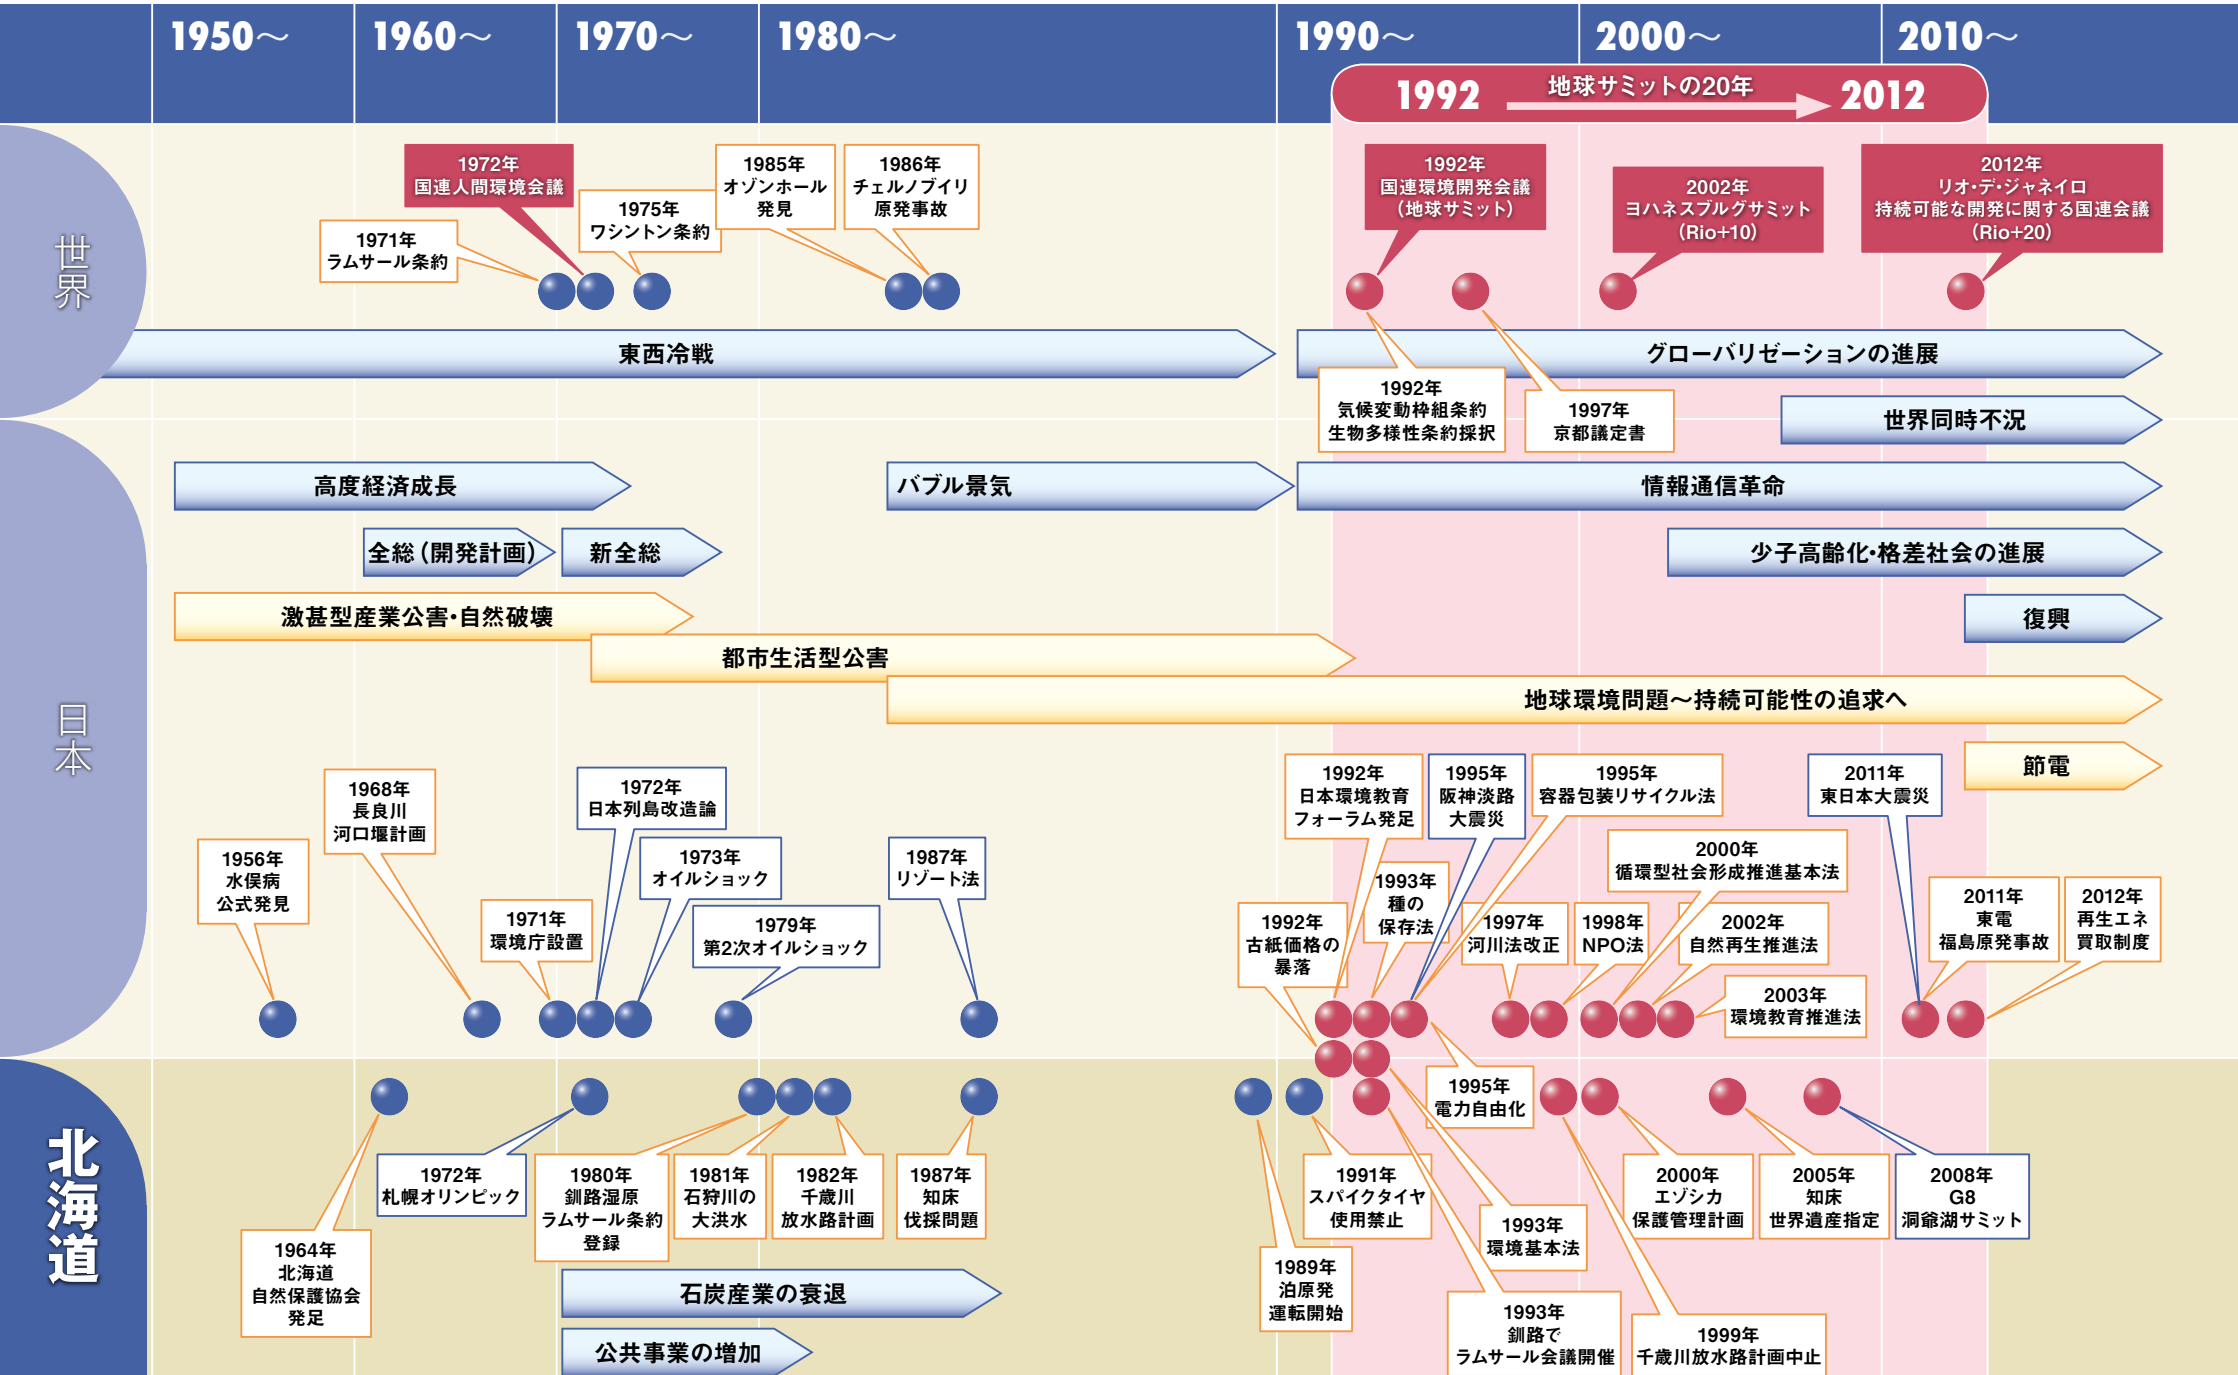 1950～
1960～
1970～
1980～
1990～
2000～
2010～
1992
地球サミットの20年
2012
世界
1971年
ラムサール条約
1972年
国連人間環境会議
1975年
ワシントン条約
1985年
オゾンホール
発見
1986年
チェルノブイリ
原発事故
1992年
国連環境開発会議
（地球サミット）
2002年
ヨハネスブルグサミット
（Rio+10）
2012年
リオ・デ・ジャネイロ
持続可能な開発に関する国連会議
（Rio+20）
東西冷戦
グローバリゼーションの進展
1992年
気候変動枠組条約
生物多様性条約採択
1997年
京都議定書
世界同時不況
日本
高度経済成長
バブル景気
情報通信革命
全総（開発計画）
新全総
少子高齢化・格差社会の進展
激甚型産業公害・自然破壊
復興
都市生活型公害
地球環境問題～持続可能性の追求へ
節電
1956年
水俣病
公式発見
1968年
長良川
河口堰計画
1971年
環境庁設置
1972年
日本列島改造論
1973年
オイルショック
1979年
第2次オイルショック
1987年
リゾート法
1992年
古紙価格の
暴落
1992年
日本環境教育
フォーラム発足
1993年
種の
保存法
1995年
阪神淡路
大震災
1995年
容器包装リサイクル法
1997年
河川法改正
1998年
NPO法
2000年
循環型社会形成推進基本法
2002年
自然再生推進法
2003年
環境教育推進法
2011年
東日本大震災
2011年
東電
福島原発事故
2012年
再生エネ
買取制度
1995年
電力自由化
1993年
環境基本法
北海道
1964年
北海道
自然保護協会
発足
1972年
札幌オリンピック
1980年
釧路湿原
ラムサール条約
登録
1981年
石狩川の
大洪水
1982年
千歳川
放水路計画
1987年
知床
伐採問題
1989年
泊原発
運転開始
1991年
スパイクタイヤ
使用禁止
1993年
釧路で
ラムサール会議開催
1999年
千歳川放水路計画中止
2000年
エゾシカ
保護管理計画
2005年
知床
世界遺産指定
2008年
G8
洞爺湖サミット
石炭産業の衰退
公共事業の増加